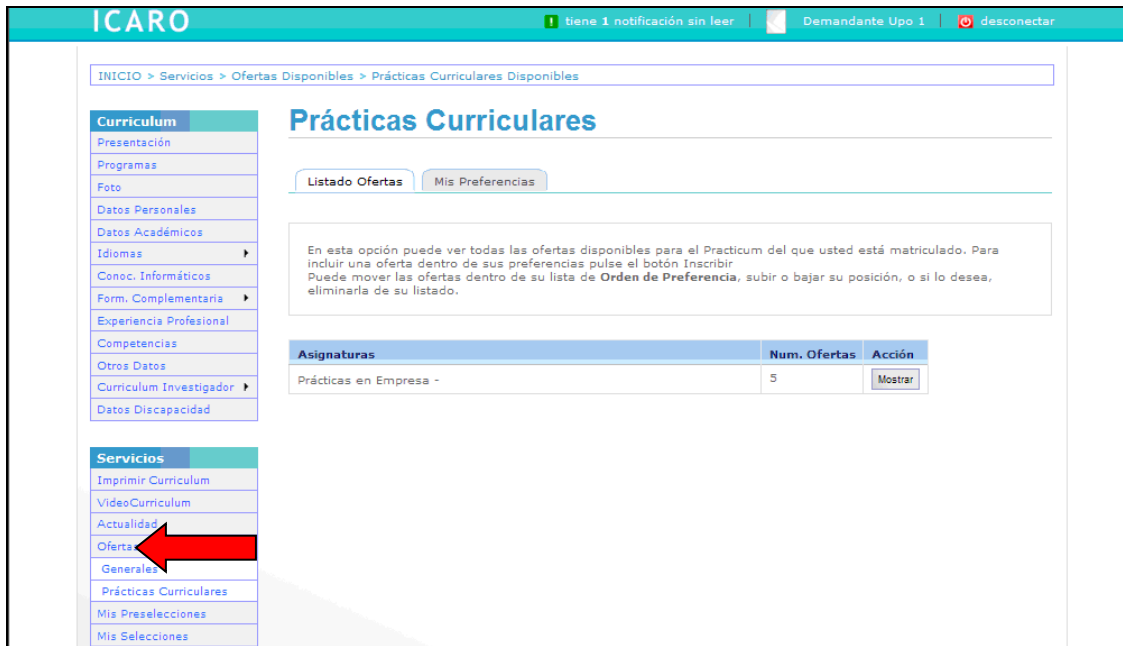 ICARO
! tiene 1 notificación sin leer | Demandante Upo 1 | desconectar
INICIO > Servicios > Ofertas Disponibles > Prácticas Curriculares Disponibles
Curriculum
Presentación
Programas
Foto
Datos Personales
Datos Académicos
Idiomas
Conoc. Informáticos
Form. Complementaria
Experiencia Profesional
Competencias
Otros Datos
Curriculum Investigador
Datos Discapacidad
Servicios
Imprimir Curriculum
VideoCurriculum
Actualidad
Ofertas
Generales
Prácticas Curriculares
Mis Preselecciones
Mis Selecciones
Prácticas Curriculares
Listado Ofertas Mis Preferencias
En esta opción puede ver todas las ofertas disponibles para el Practicum del que usted está matriculado. Para
incluir una oferta dentro de sus preferencias pulse el botón Inscribir
Puede mover las ofertas dentro de su lista de Orden de Preferencia, subir o bajar su posición, o si lo desea,
eliminarla de su listado.
Asignaturas Num. Ofertas Acción
Prácticas en Empresa - 5 Mostrar